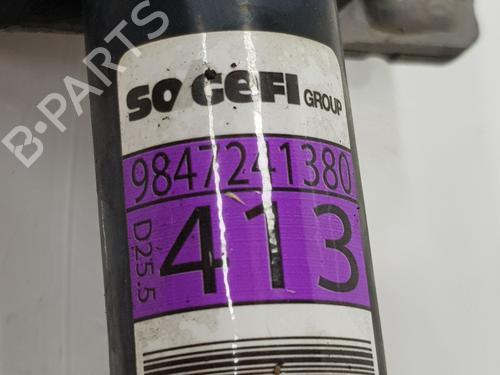 B-PARTS
SOGEFI GROUP
9847241380
D25.5
413